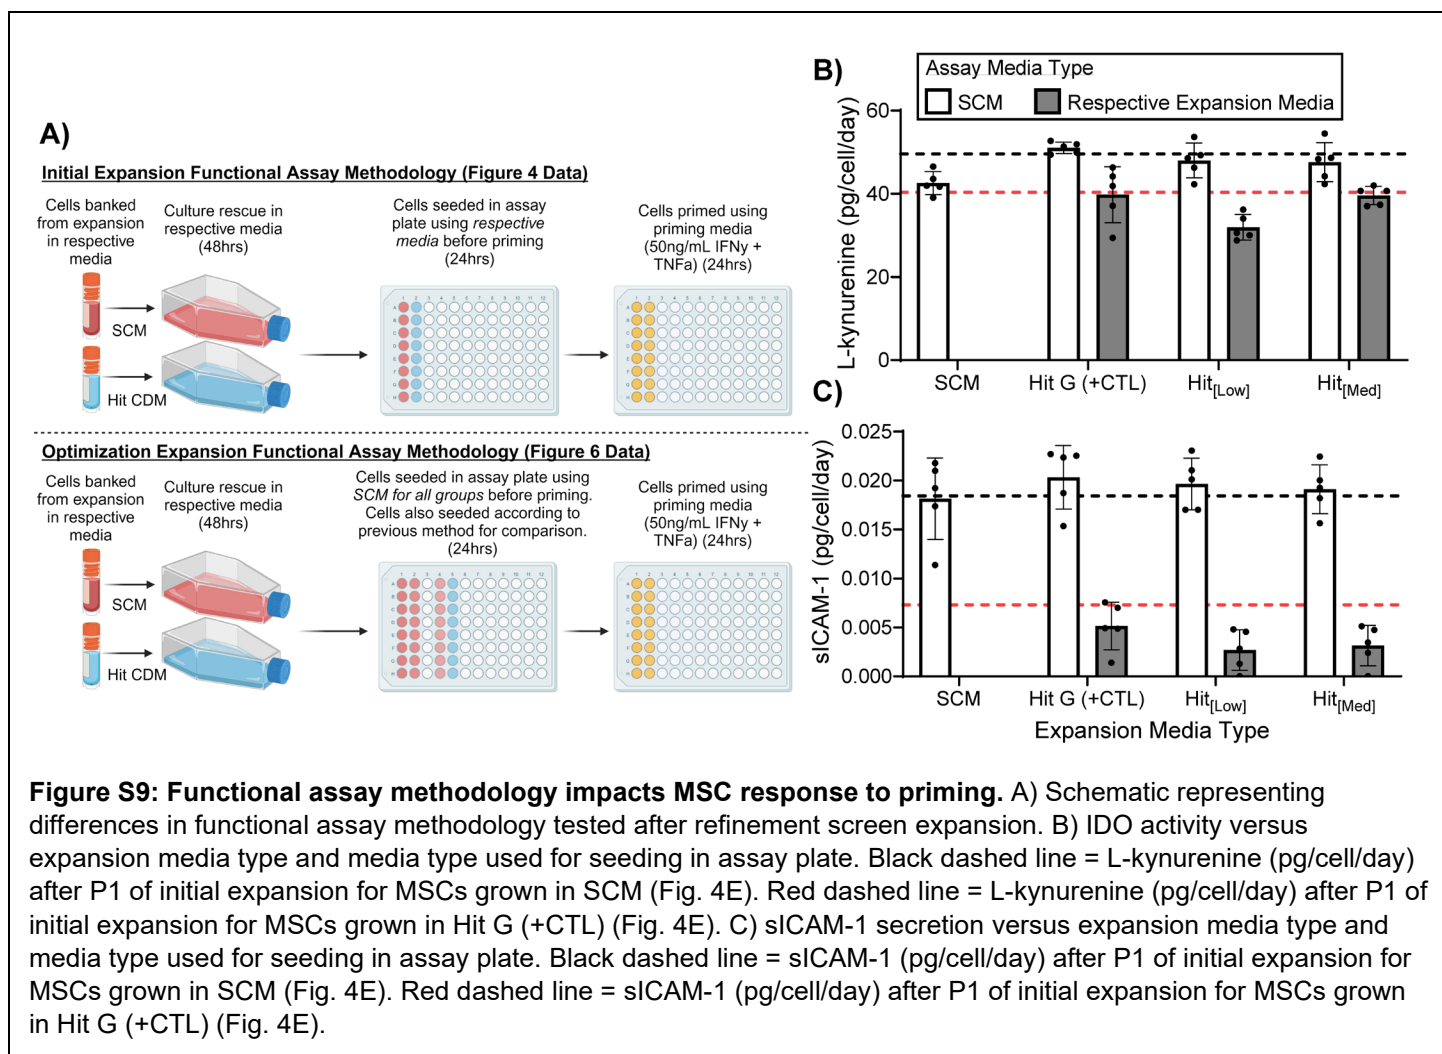 A)
Initial Expansion Functional Assay Methodology (Figure 4 Data)
Cells banked
from expansion
in respective
media
Culture rescue in
respective media
(48hrs)
Cells seeded in assay
plate using respective
media before priming
(24hrs)
Cells primed using
priming media
(50ng/mL IFNy +
TNFa) (24hrs)
SCM
Hit CDM
Optimization Expansion Functional Assay Methodology (Figure 6 Data)
Cells banked
from expansion
in respective
media
Culture rescue in
respective media
(48hrs)
Cells seeded in assay plate using
SCM for all groups before priming.
Cells also seeded according to
previous method for comparison.
(24hrs)
Cells primed using
priming media
(50ng/mL IFNy +
TNFa) (24hrs)
SCM
Hit CDM
B)
Assay Media Type
SCM Respective Expansion Media
L-kynurenine (pg/cell/day)
60
40
20
0
SCM Hit G (+CTL) Hit[Low] Hit[Med]
C)
sICAM-1 (pg/cell/day)
0.025
0.020
0.015
0.010
0.005
0.000
SCM Hit G (+CTL) Hit[Low] Hit[Med]
Expansion Media Type
Figure S9: Functional assay methodology impacts MSC response to priming. A) Schematic representing
differences in functional assay methodology tested after refinement screen expansion. B) IDO activity versus
expansion media type and media type used for seeding in assay plate. Black dashed line = L-kynurenine (pg/cell/day)
after P1 of initial expansion for MSCs grown in SCM (Fig. 4E). Red dashed line = L-kynurenine (pg/cell/day) after P1 of
initial expansion for MSCs grown in Hit G (+CTL) (Fig. 4E). C) sICAM-1 secretion versus expansion media type and
media type used for seeding in assay plate. Black dashed line = sICAM-1 (pg/cell/day) after P1 of initial expansion for
MSCs grown in SCM (Fig. 4E). Red dashed line = sICAM-1 (pg/cell/day) after P1 of initial expansion for MSCs grown
in Hit G (+CTL) (Fig. 4E).